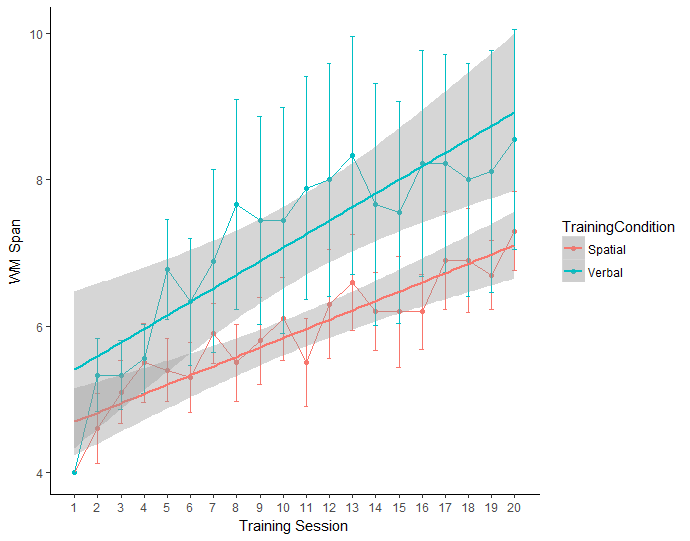 10
8
6
4
WM Span
1 2 3 4 5 6 7 8 9 10 11 12 13 14 15 16 17 18 19 20
Training Session
TrainingCondition
Spatial
Verbal